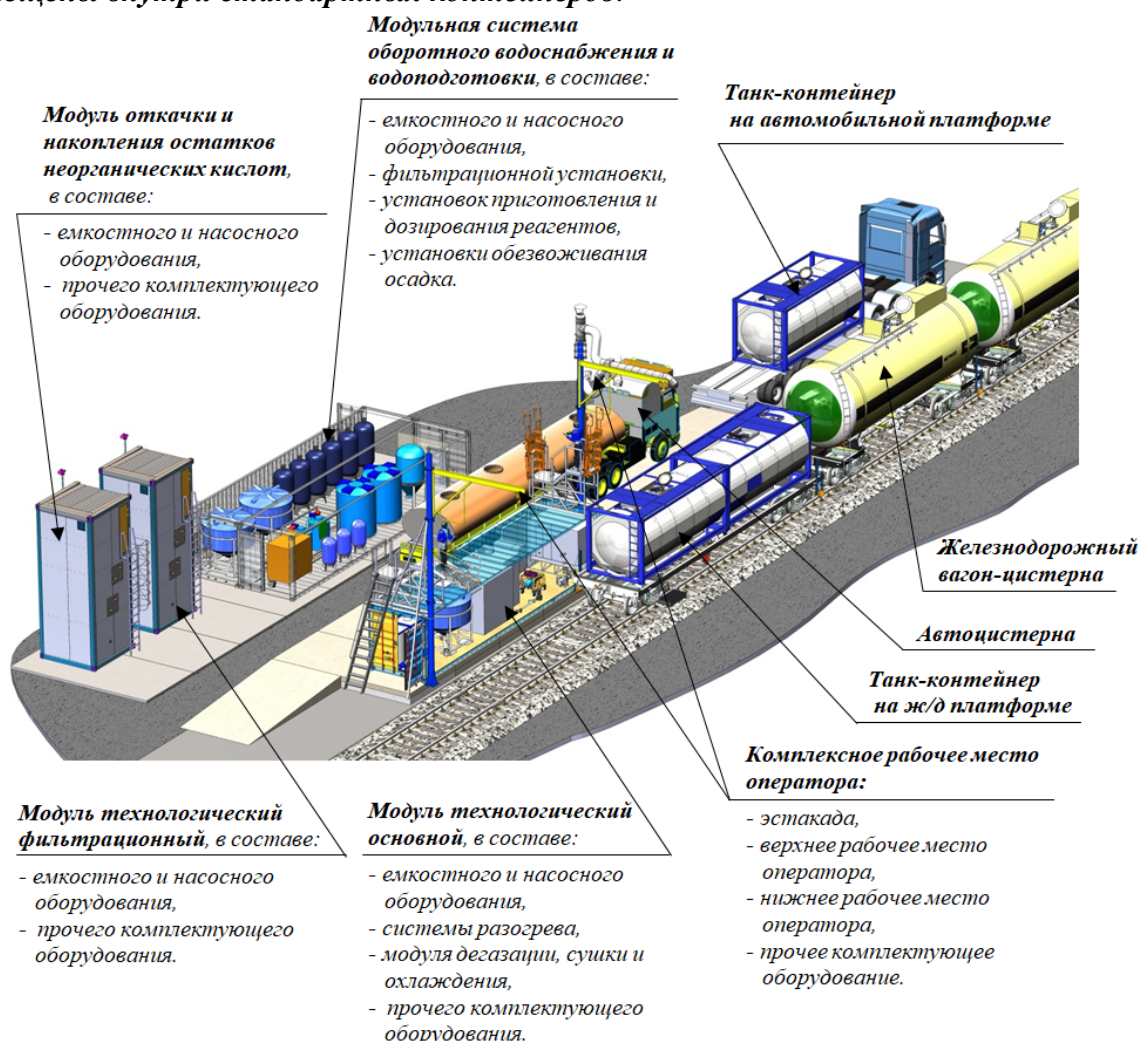 внутри стандартных контейнеров:
Модульная система
оборотного водоснабжения и
водоподготовки, в составе:
- емкостного и насосного
оборудования,
- фильтрационной установки,
- установок приготовления и
дозирования реагентов,
- установки обезвоживания
осадка.
Танк-контейнер
на автомобильной платформе
Модуль откачки и
накопления остатков
неорганических кислот,
в составе:
- емкостного и насосного
оборудования,
- прочего комплектующего
оборудования.
Железнодорожный
вагон-цистерна
Автоцистерна
Танк-контейнер
на ж/д платформе
Комплексное рабочее место
оператора:
- эстакада,
- верхнее рабочее место
оператора,
- нижнее рабочее место
оператора,
- прочее комплектующее
оборудование.
Модуль технологический
фильтрационный, в составе:
- емкостного и насосного
оборудования,
- прочего комплектующего
оборудования.
Модуль технологический
основной, в составе:
- емкостного и насосного
оборудования,
- системы разогрева,
- модуля дегазации, сушки и
охлаждения,
- прочего комплектующего
оборудования.